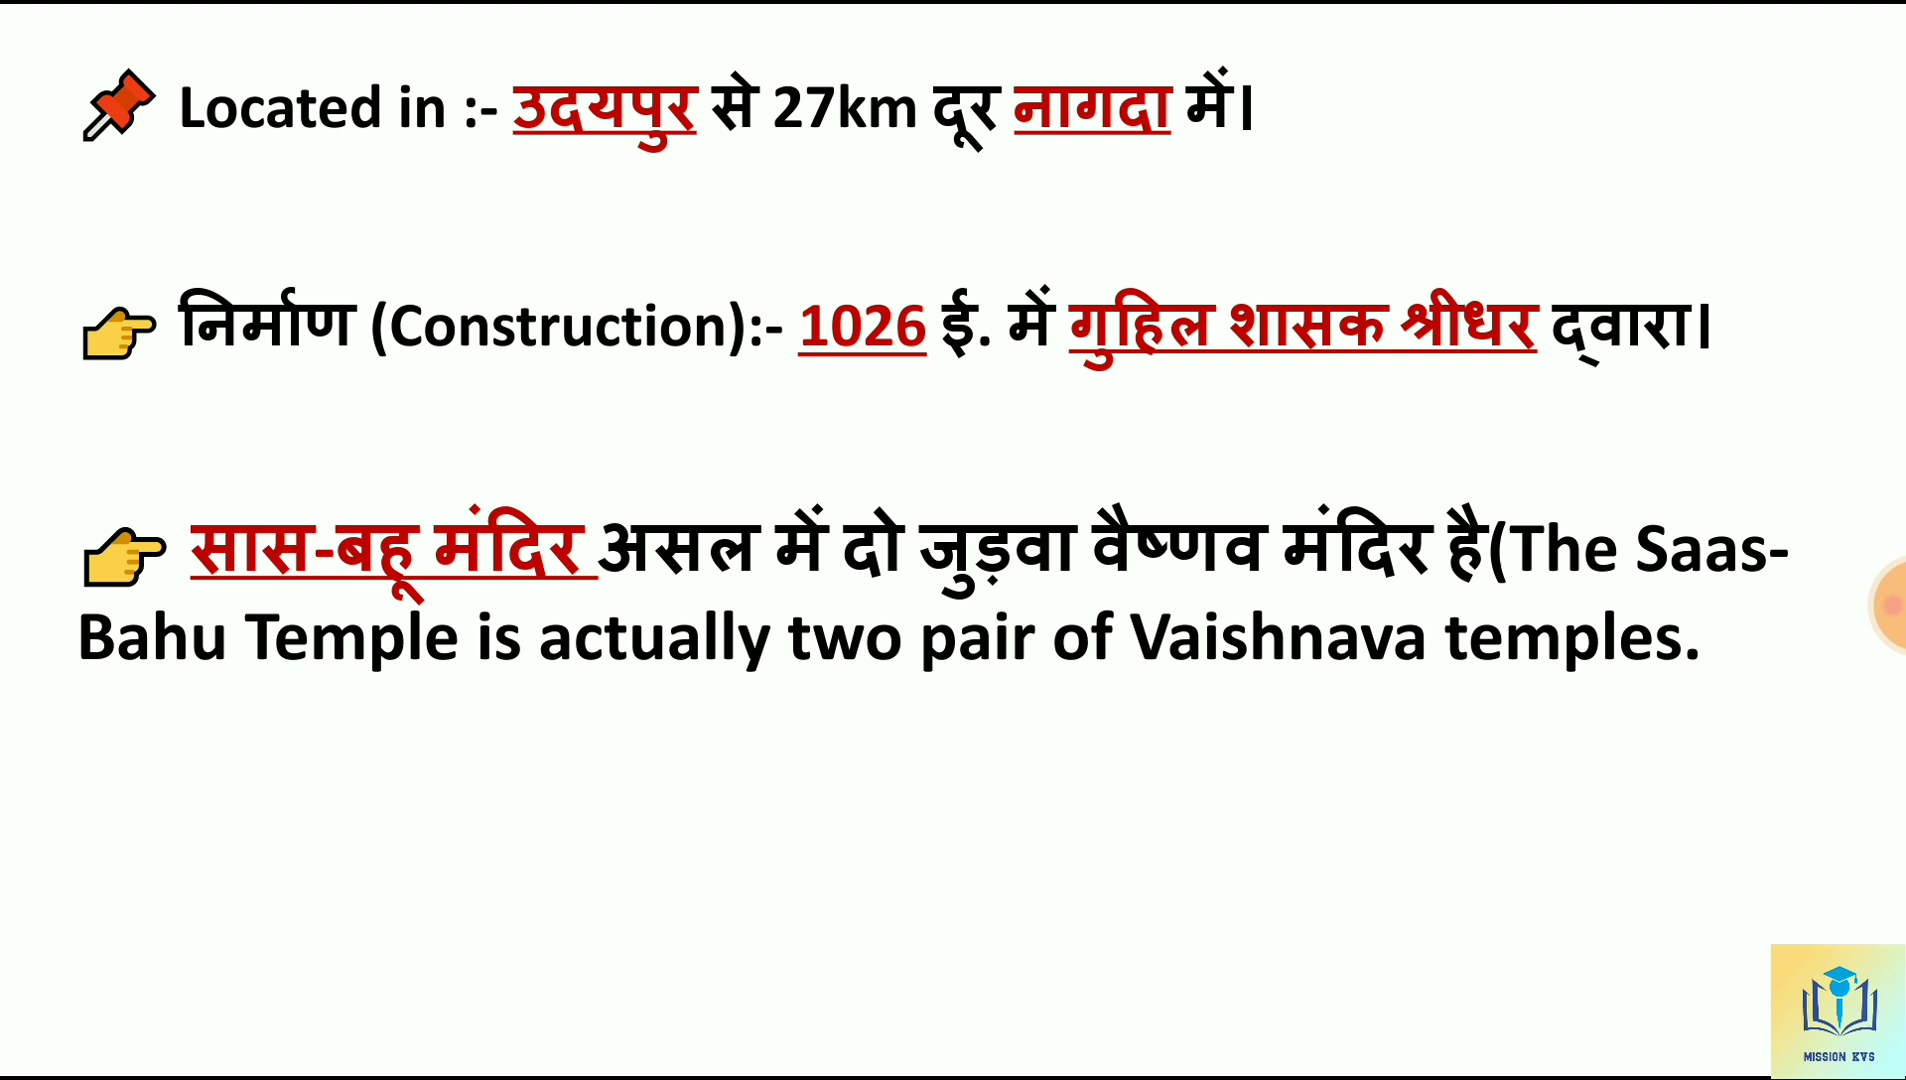 Located in :- उदयपुर से 27km दूर नागदा में।
निर्माण (Construction):- 1026 ई. में गुहिल शासक श्रीधर द्वारा।
सास-बहू मंदिर असल में दो जुड़वा वैष्णव मंदिर है(The Saas-
Bahu Temple is actually two pair of Vaishnava temples.
MISSION KVS